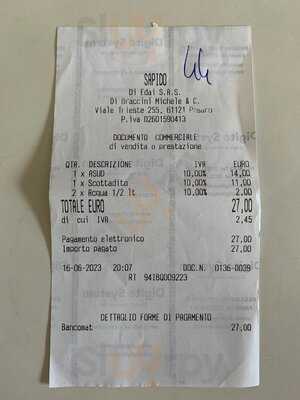 44
SAPIDO
Di Edai S.A.S.
Di Braccini Michele & C.
Viale Trieste 255, 61121 Pesaro
P.Iva 02601590413
DOCUMENTO COMMERCIALE
di vendita o prestazione
QTA. DESCRIZIONE IVA EURO
1 x ASUD 10,00% 14,00
1 x Scottadita 10,00% 11,00
2 x Acqua 1/2 lt 10,00% 2,00
TOTALE EURO 27,00
di cui IVA 2,45
Pagamento elettronico 27,00
Importo pagato 27,00
16-06-2023 20:07 DOC.N. 0136-0039
RT 9418Q009223
DETTAGLIO FORME DI PAGAMENTO
Bancomat 27,00